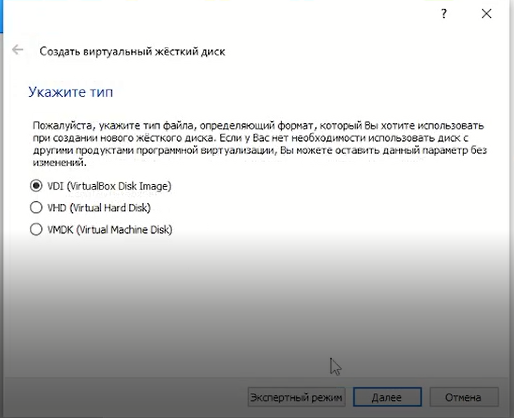 ?
Создать виртуальный жёсткий диск
Укажите тип
Пожалуйста, укажите тип файла, определяющий формат, который Вы хотите использовать
при создании нового жёсткого диска. Если у Вас нет необходимости использовать диск с
другими продуктами программной виртуализации, Вы можете оставить данный параметр без
изменений.
VDI (VirtualBox Disk Image)
VHD (Virtual Hard Disk)
VMDK (Virtual Machine Disk)
Экспертный режим Далее Отмена